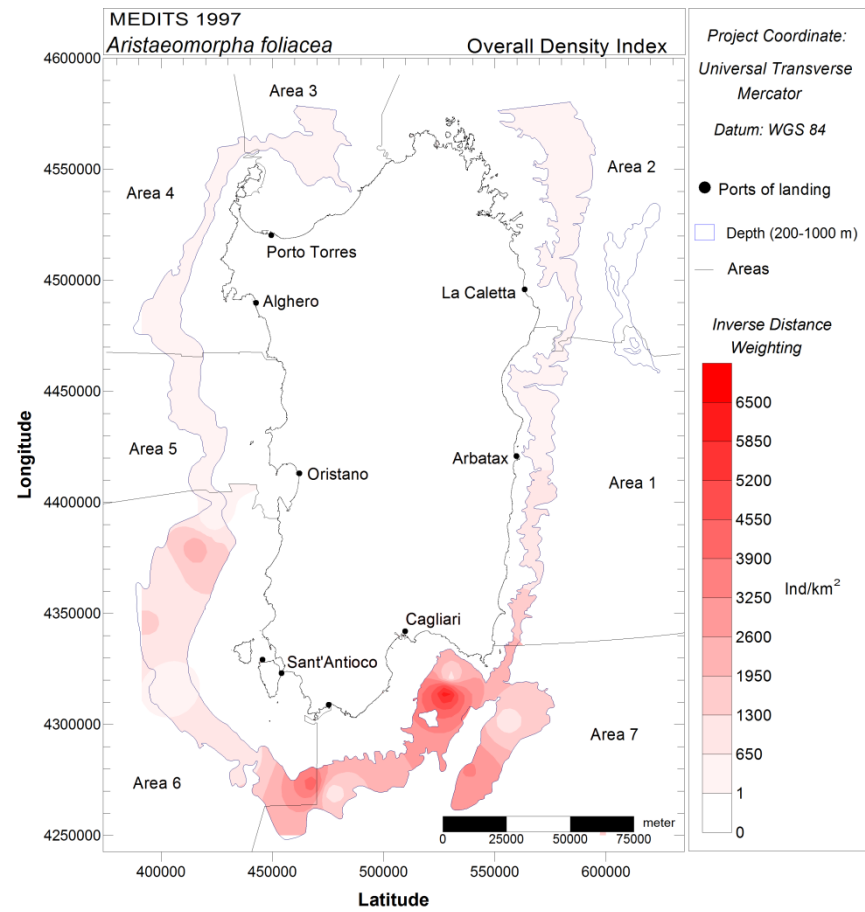 MEDITS 1997
Aristaeomorpha foliacea
Overall Density Index
Project Coordinate:
Universal Transverse
Mercator
Datum: WGS 84
Ports of landing
Depth (200-1000 m)
Areas
Inverse Distance
Weighting
6500
5850
5200
4550
3900
3250
2600
1950
1300
650
1
0
Ind/km²
4600000
4550000
4500000
4450000
4400000
4350000
4300000
4250000
Longitude
400000
450000
500000
550000
600000
Latitude
Area 3
Area 2
Area 4
Porto Torres
La Caletta
Alghero
Area 5
Oristano
Arbatax
Area 1
Cagliari
Sant'Antioco
Area 7
Area 6
meter
0
25000
50000
75000